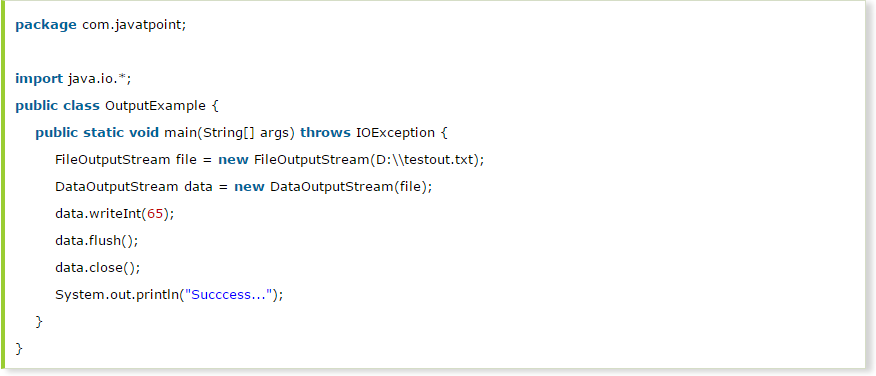 package com.javatpoint;
import java.io.*;
public class OutputExample {
public static void main(String[] args) throws IOException {
FileOutputStream file = new FileOutputStream(D:\\testout.txt);
DataOutputStream data = new DataOutputStream(file);
data.writeInt(65);
data.flush();
data.close();
System.out.println("Succcess...");
}
}